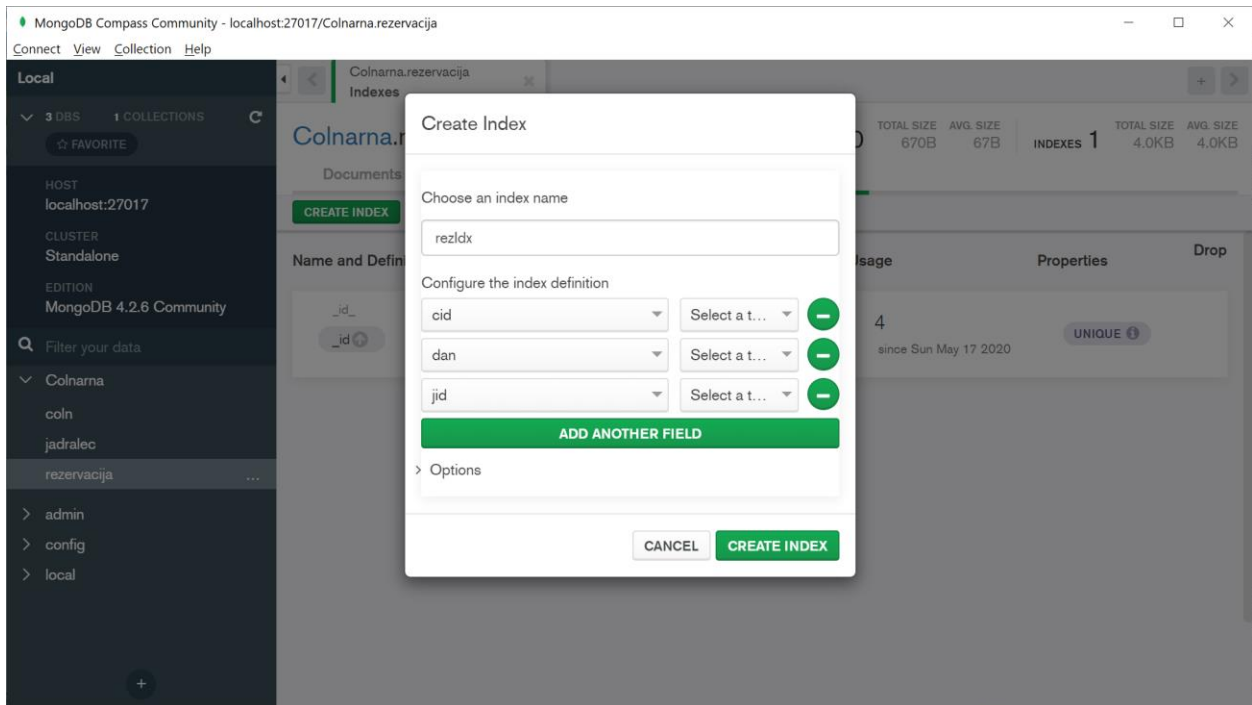 MongoDB Compass Community - localhost:27017/Colnarna.rezervacija
Connect View Collection Help
Local
3 DBS 1 COLLECTIONS
FAVORITE
HOST
localhost:27017
CLUSTER
Standalone
EDITION
MongoDB 4.2.6 Community
Filter your data
Colnarna
coln
jadralec
rezervacija ...
admin
config
local
+
Colnarna.rezervacija
Indexes
+
Colnarna.r
Documents
TOTAL SIZE AVG. SIZE
670B 67B
INDEXES 1
TOTAL SIZE AVG. SIZE
4.0KB 4.0KB
CREATE INDEX
Name and Defini
Usage
Properties
Drop
_id_
_id
4
since Sun May 17 2020
UNIQUE
Create Index
Choose an index name
rezIdx
Configure the index definition
cid Select a t...
dan Select a t...
jid Select a t...
ADD ANOTHER FIELD
Options
CANCEL CREATE INDEX